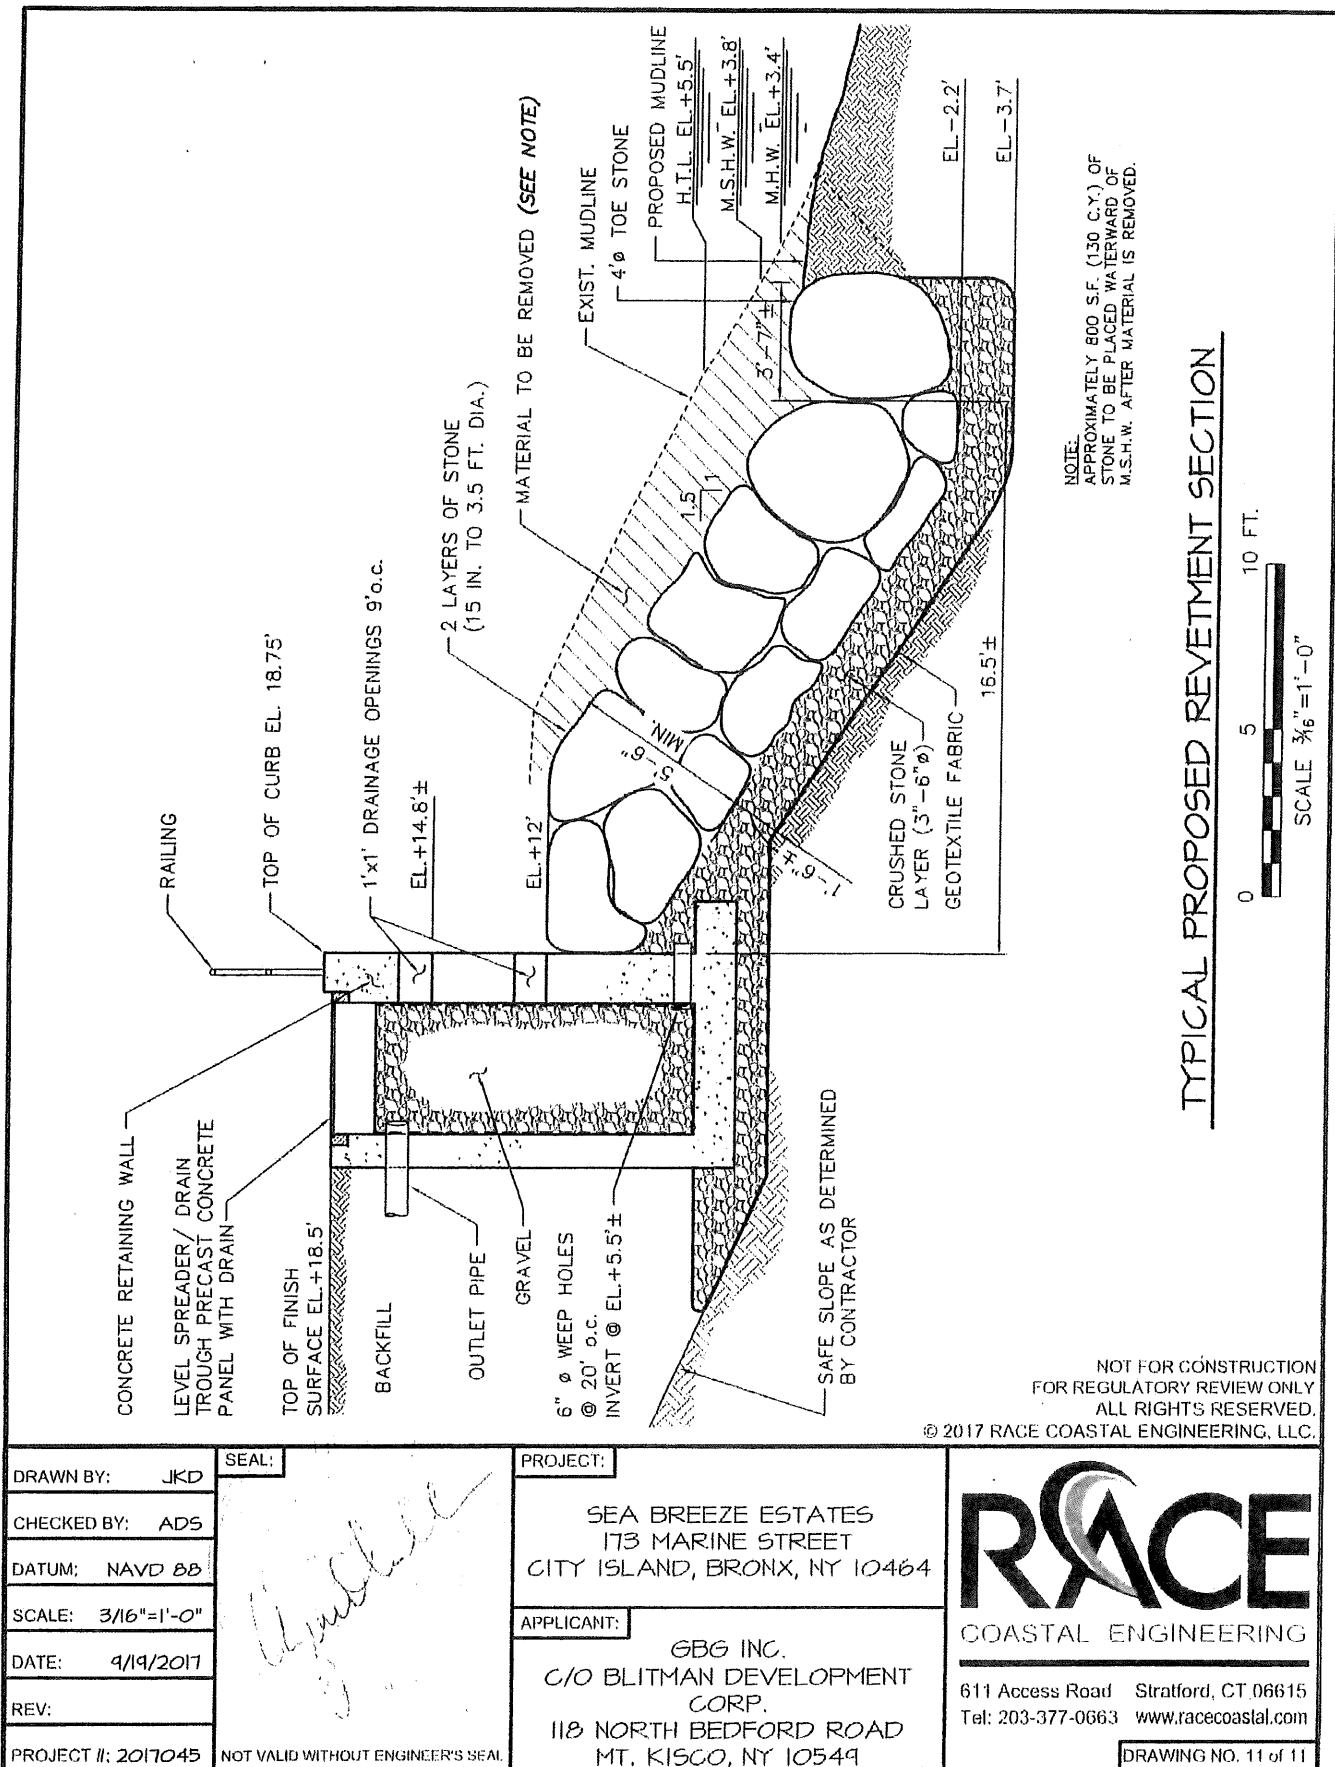 RAILING
TOP OF CURB EL. 18.75'
1'x1' DRAINAGE OPENINGS 9'o.c.
EL.+14.8'±
EL.+12'
2 LAYERS OF STONE
(15 IN. TO 3.5 FT. DIA.)
MATERIAL TO BE REMOVED (SEE NOTE)
EXIST. MUDLINE
4'ø TOE STONE
PROPOSED MUDLINE
H.T.L. EL.+5.5'
M.S.H.W. EL.+3.8'
M.H.W. EL.+3.4'
EL-2.2'
EL-3.7'
1.5
1
5'-6"
MIN.
1'-6"±
16.5'±
CONCRETE RETAINING WALL
LEVEL SPREADER/ DRAIN
TROUGH PRECAST CONCRETE
PANEL WITH DRAIN
TOP OF FINISH
SURFACE EL.+18.5'
BACKFILL
OUTLET PIPE
GRAVEL
6" ø WEEP HOLES
@ 20' o.c.
INVERT @ EL.+5.5'±
SAFE SLOPE AS DETERMINED
BY CONTRACTOR
CRUSHED STONE
LAYER (3"-6"ø)
GEOTEXTILE FABRIC
NOTE:
APPROXIMATELY 800 S.F. (130 C.Y.) OF
STONE TO BE PLACED WATERWARD OF
M.S.H.W. AFTER MATERIAL IS REMOVED.
TYPICAL PROPOSED REVETMENT SECTION
0 5 10 FT.
SCALE 3/16"=1'-0"
NOT FOR CONSTRUCTION
FOR REGULATORY REVIEW ONLY
ALL RIGHTS RESERVED.
© 2017 RACE COASTAL ENGINEERING, LLC.
DRAWN BY: JKD
CHECKED BY: ADS
DATUM: NAVD 88
SCALE: 3/16"=1'-0"
DATE: 9/19/2017
REV:
PROJECT #: 2017045
SEAL:
NOT VALID WITHOUT ENGINEER'S SEAL
PROJECT:
SEA BREEZE ESTATES
173 MARINE STREET
CITY ISLAND, BRONX, NY 10464
APPLICANT:
GBG INC.
C/O BLITMAN DEVELOPMENT
CORP.
118 NORTH BEDFORD ROAD
MT. KISCO, NY 10549
RACE
COASTAL ENGINEERING
611 Access Road Stratford, CT 06615
Tel: 203-377-0663 www.racecoastal.com
DRAWING NO. 11 of 11